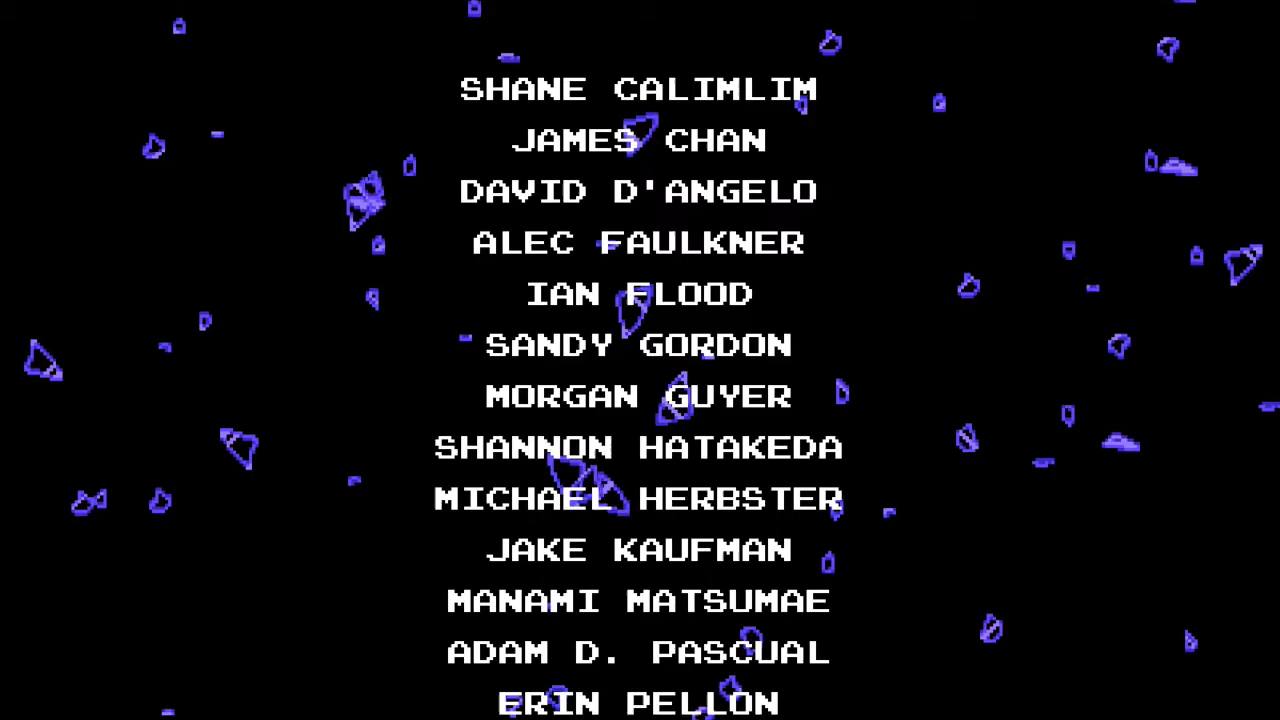 SHANE CALIMLIM
JAMES CHAN
DAVID D'ANGELO
ALEC FAULKNER
IAN FLOOD
SANDY GORDON
MORGAN GUYER
SHANNON HATAKEDA
MICHAEL HERBSTER
JAKE KAUFMAN
MANAMI MATSUMAE
ADAM D. PASCUAL
ERIN PELLON